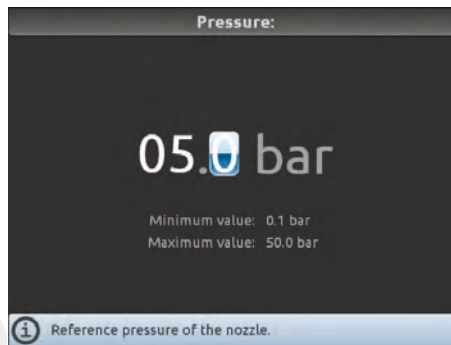 Pressure:
05.0 bar
Minimum value: 0.1 bar
Maximum value: 50.0 bar
Reference pressure of the nozzle.